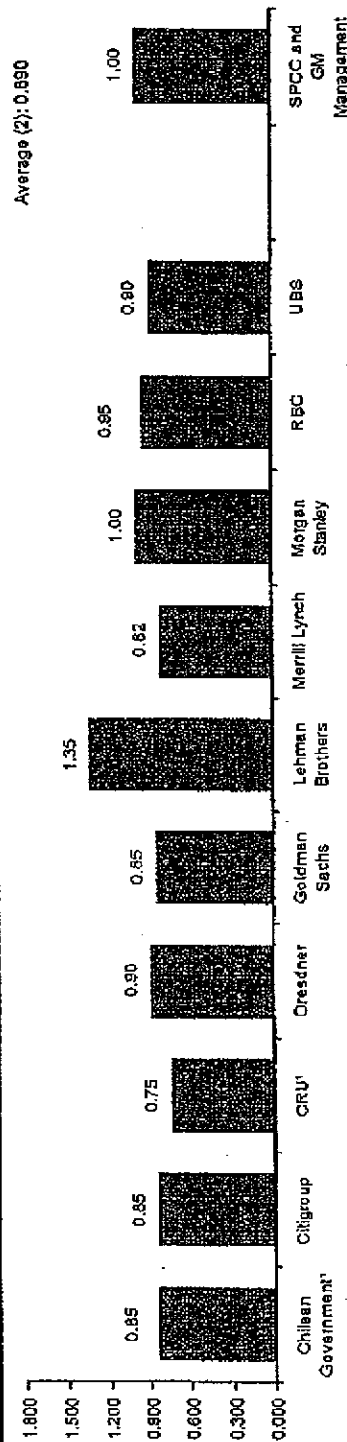 Average (2): 0.890
1.800
1.500
1.200
0.900
0.600
0.300
0.000
0.85
0.85
0.75
0.90
0.85
1.35
0.82
1.00
0.95
0.90
1.00
Chilean
Government¹
Citigroup
CRU¹
Dresdner
Goldman
Sachs
Lehman
Brothers
Merrill Lynch
Morgan
Stanley
RBC
UBS
SPCC and
GM
Management